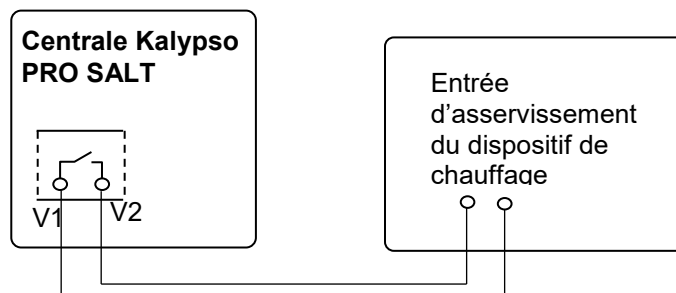 Centrale Kalypso
PRO SALT
Entrée
d’asservissement
du dispositif de
chauffage
V1
V2